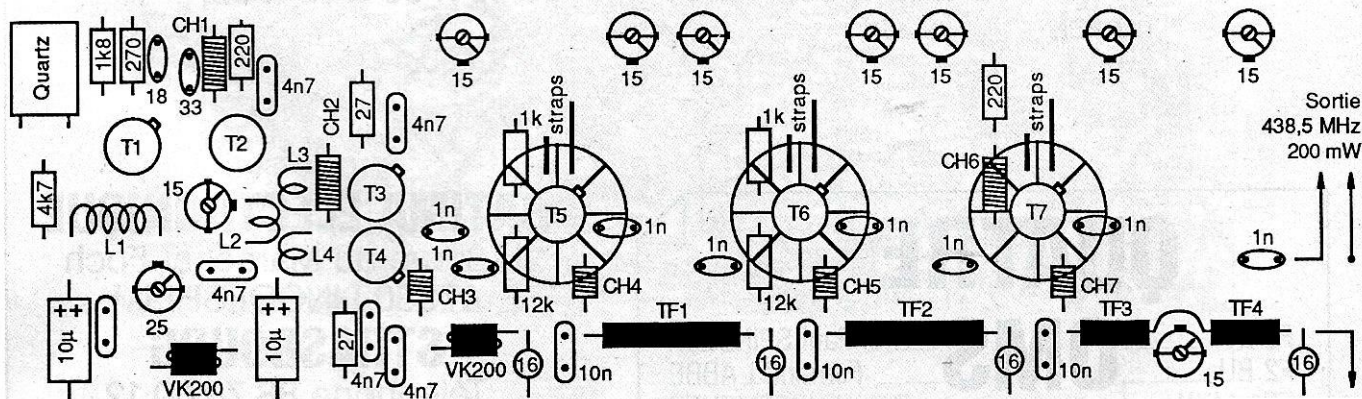 Quartz
1k8
270
18
33
CH1
220
4n7
CH2
27
4n7
15
15
15
15
15
15
15
T1
T2
T3
T4
L3
L2
L4
15
4k7
L1
25
4n7
10µ
++
VK200
10µ
++
27
4n7
4n7
CH3
1n
1n
VK200
1k
straps
T5
12k
1n
CH4
16
10n
TF1
1n
1k
straps
T6
12k
1n
CH5
16
10n
TF2
1n
220
straps
CH6
T7
1n
CH7
16
10n
TF3
15
TF4
16
1n
Sortie
438,5 MHz
200 mW